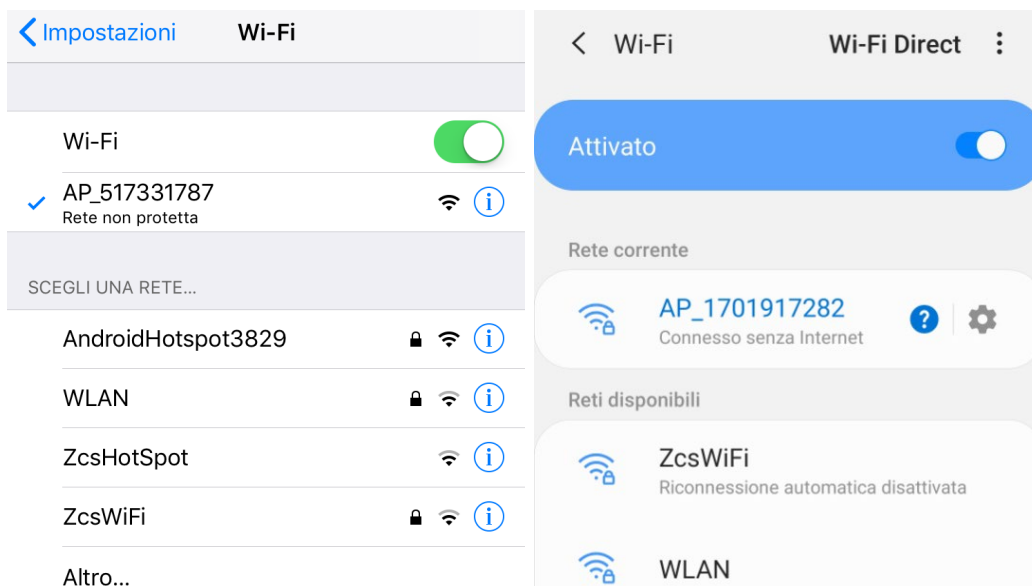 Impostazioni
Wi-Fi
Wi-Fi
AP_517331787
Rete non protetta
SCEGLI UNA RETE...
AndroidHotspot3829
WLAN
ZcsHotSpot
ZcsWiFi
Altro...
Wi-Fi
Wi-Fi Direct
Attivato
Rete corrente
AP_1701917282
Connesso senza Internet
Reti disponibili
ZcsWiFi
Riconnessione automatica disattivata
WLAN